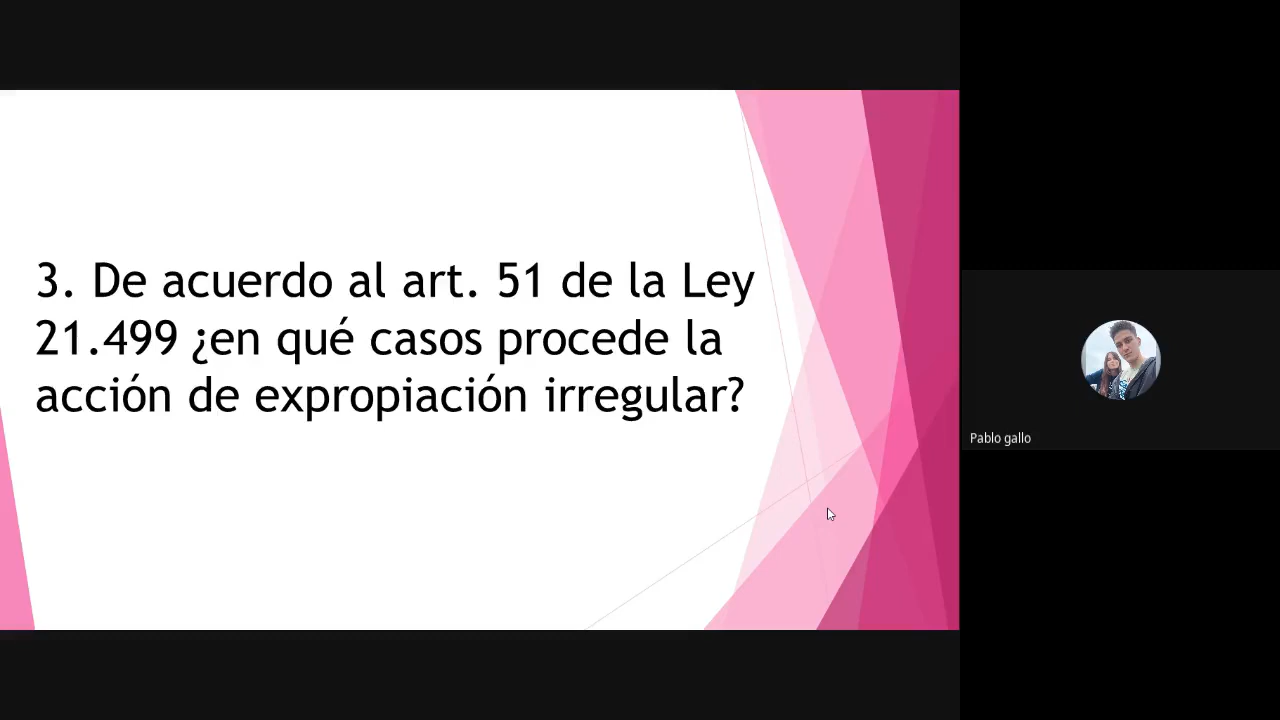 3. De acuerdo al art. 51 de la Ley
21.499 ¿en qué casos procede la
acción de expropiación irregular?
Pablo gallo